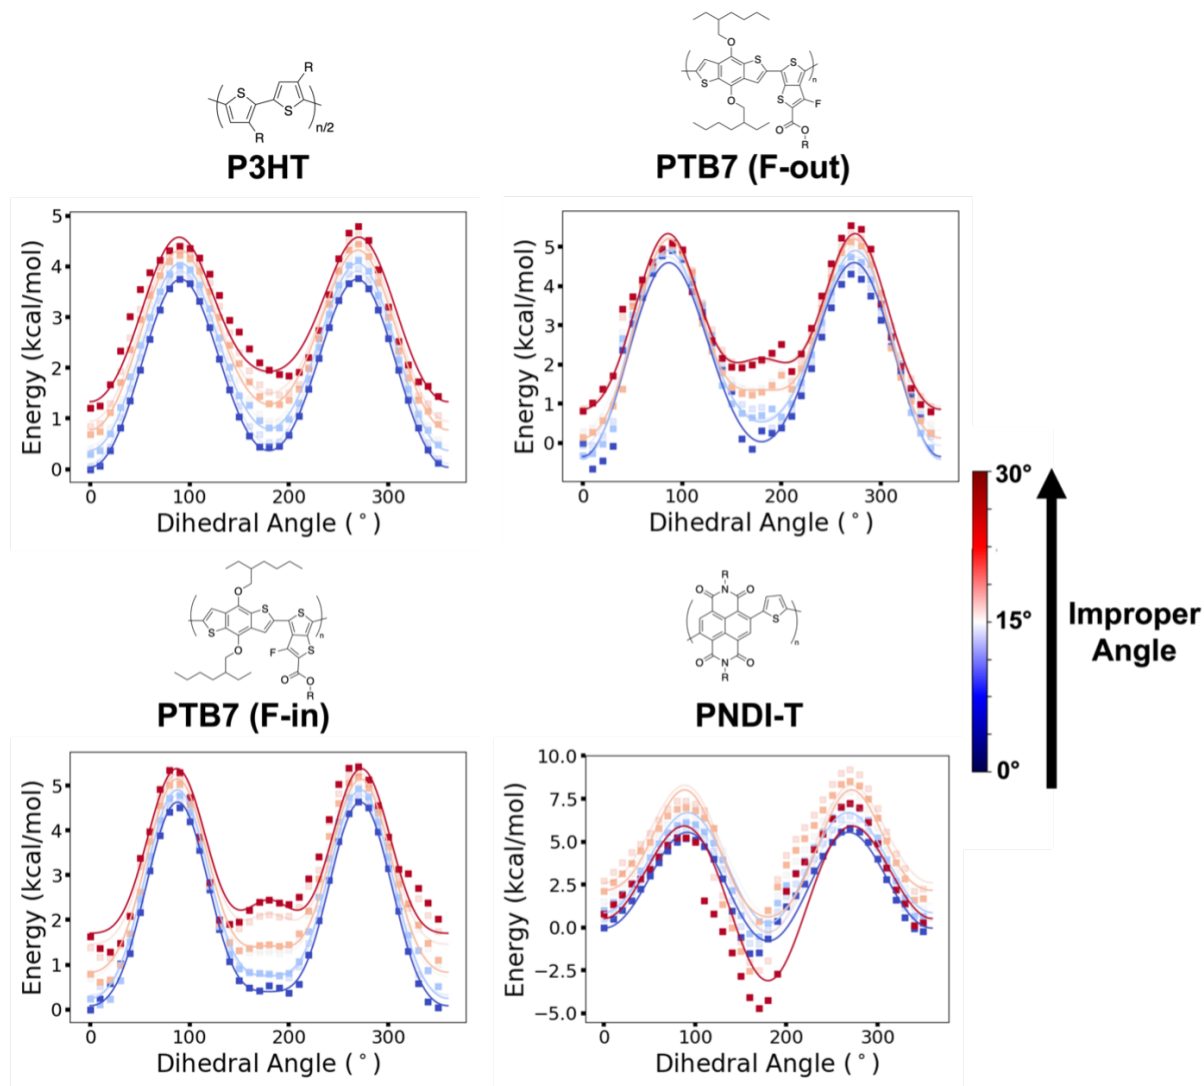 R
S
S
R
n/2
P3HT
O
S
S
S
n
S
F
O
O
O
R
PTB7 (F-out)
Energy (kcal/mol)
5
4
3
2
1
0
0
100
200
300
Dihedral Angle (°)
Energy (kcal/mol)
5
4
3
2
1
0
0
100
200
300
Dihedral Angle (°)
O
S
S
S
n
O
F
S
O
O
R
PTB7 (F-in)
R
O
N
O
S
n
O
N
O
R
PNDI-T
30°
15°
0°
Improper
Angle
Energy (kcal/mol)
5
4
3
2
1
0
0
100
200
300
Dihedral Angle (°)
Energy (kcal/mol)
10.0
7.5
5.0
2.5
0.0
−2.5
−5.0
0
100
200
300
Dihedral Angle (°)